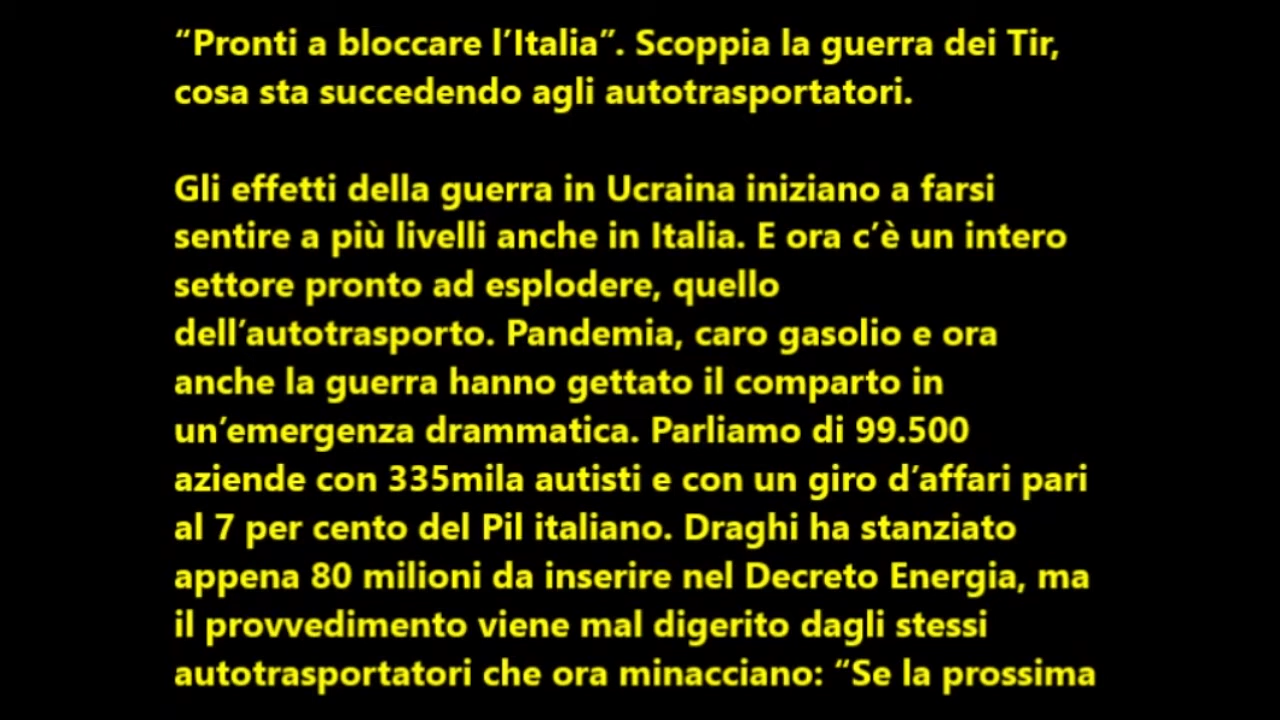 “Pronti a bloccare l’Italia”. Scoppia la guerra dei Tir,
cosa sta succedendo agli autotrasportatori.
Gli effetti della guerra in Ucraina iniziano a farsi
sentire a più livelli anche in Italia. E ora c’è un intero
settore pronto ad esplodere, quello
dell’autotrasporto. Pandemia, caro gasolio e ora
anche la guerra hanno gettato il comparto in
un’emergenza drammatica. Parliamo di 99.500
aziende con 335mila autisti e con un giro d’affari pari
al 7 per cento del Pil italiano. Draghi ha stanziato
appena 80 milioni da inserire nel Decreto Energia, ma
il provvedimento viene mal digerito dagli stessi
autotrasportatori che ora minacciano: “Se la prossima